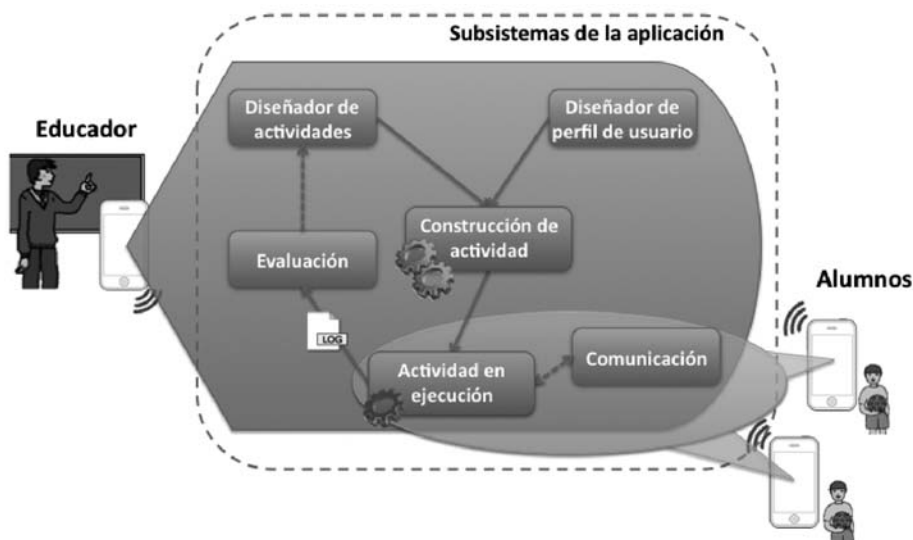 Subsistemas de la aplicación
Educador
Diseñador de
actividades
Diseñador de
perfil de usuario
Construcción de
actividad
Evaluación
LOG
Actividad en
ejecución
Comunicación
Alumnos